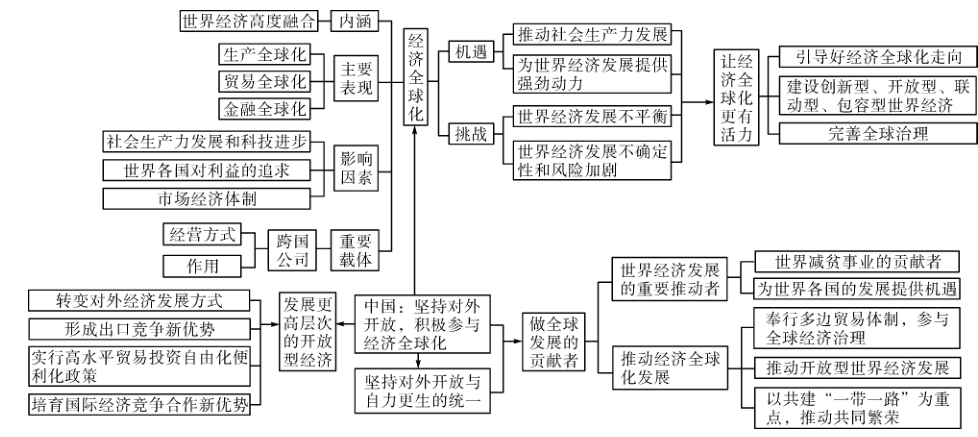 世界经济高度融合
内涵
生产全球化
贸易全球化
金融全球化
主要
表现
社会生产力发展和科技进步
世界各国对利益的追求
市场经济体制
影响
因素
经营方式
作用
跨国
公司
重要
载体
经济全球化
机遇
推动社会生产力发展
为世界经济发展提供
强劲动力
挑战
世界经济发展不平衡
世界经济发展不确定
性和风险加剧
让经济全球化更有活力
引导好经济全球化走向
建设创新型、开放型、联
动型、包容型世界经济
完善全球治理
转变对外经济发展方式
形成出口竞争新优势
实行高水平贸易投资自由化便
利化政策
培育国际经济竞争合作新优势
发展更
高层次
的开放
型经济
中国：坚持对外
开放，积极参与
经济全球化
坚持对外开放与
自力更生的统一
做全球
发展的
贡献者
世界经济发展
的重要推动者
世界减贫事业的贡献者
为世界各国的发展提供机遇
推动经济全球
化发展
奉行多边贸易体制，参与
全球经济治理
推动开放型世界经济发展
以共建“一带一路”为重
点，推动共同繁荣